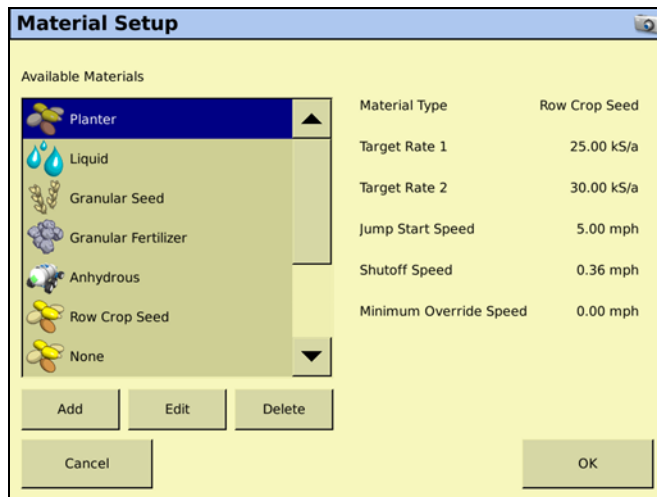 Material Setup
Available Materials
Planter
Liquid
Granular Seed
Granular Fertilizer
Anhydrous
Row Crop Seed
None
Material Type Row Crop Seed
Target Rate 1 25.00 kS/a
Target Rate 2 30.00 kS/a
Jump Start Speed 5.00 mph
Shutoff Speed 0.36 mph
Minimum Override Speed 0.00 mph
Add Edit Delete
Cancel OK